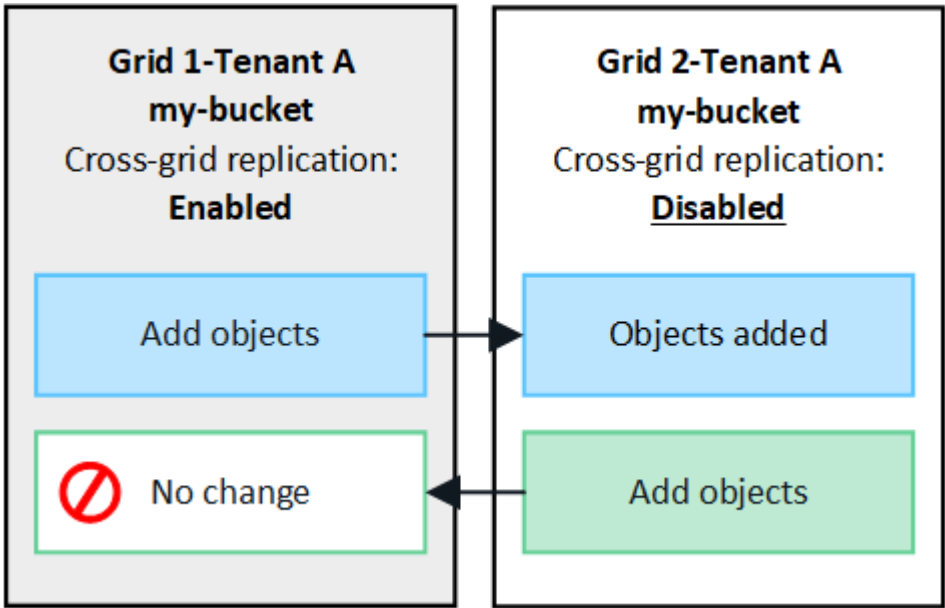 Grid 1-Tenant A
my-bucket
Cross-grid replication:
Enabled
Add objects
No change
Grid 2-Tenant A
my-bucket
Cross-grid replication:
Disabled
Objects added
Add objects